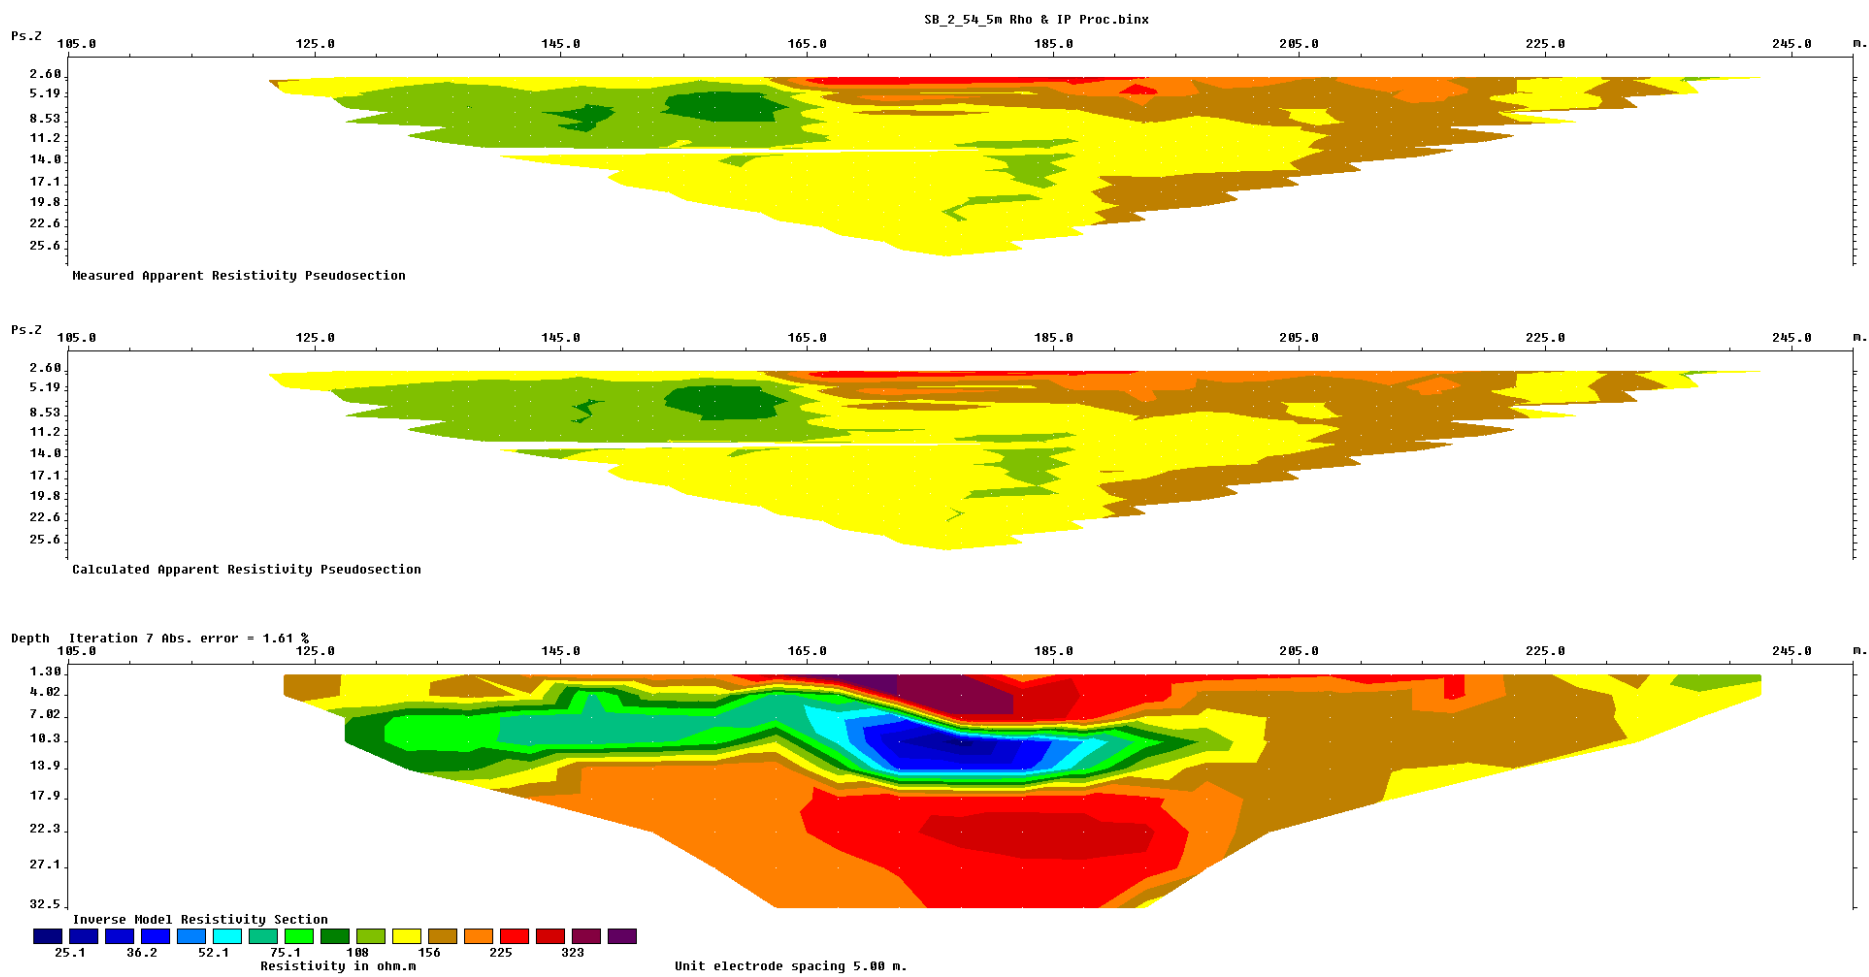 SB_2_54_5m Rho & IP Proc.binx
Ps.Z 105.0 125.0 145.0 165.0 185.0 205.0 225.0 245.0 m.
2.60
5.19
8.53
11.2
14.0
17.1
19.8
22.6
25.6
Measured Apparent Resistivity Pseudosection
Ps.Z 105.0 125.0 145.0 165.0 185.0 205.0 225.0 245.0 m.
2.60
5.19
8.53
11.2
14.0
17.1
19.8
22.6
25.6
Calculated Apparent Resistivity Pseudosection
Depth Iteration 7 Abs. error = 1.61 %
105.0 125.0 145.0 165.0 185.0 205.0 225.0 245.0 m.
1.30
4.02
7.02
10.3
13.9
17.9
22.3
27.1
32.5
Inverse Model Resistivity Section
25.1 36.2 52.1 75.1 108 156 225 323
Resistivity in ohm.m Unit electrode spacing 5.00 m.